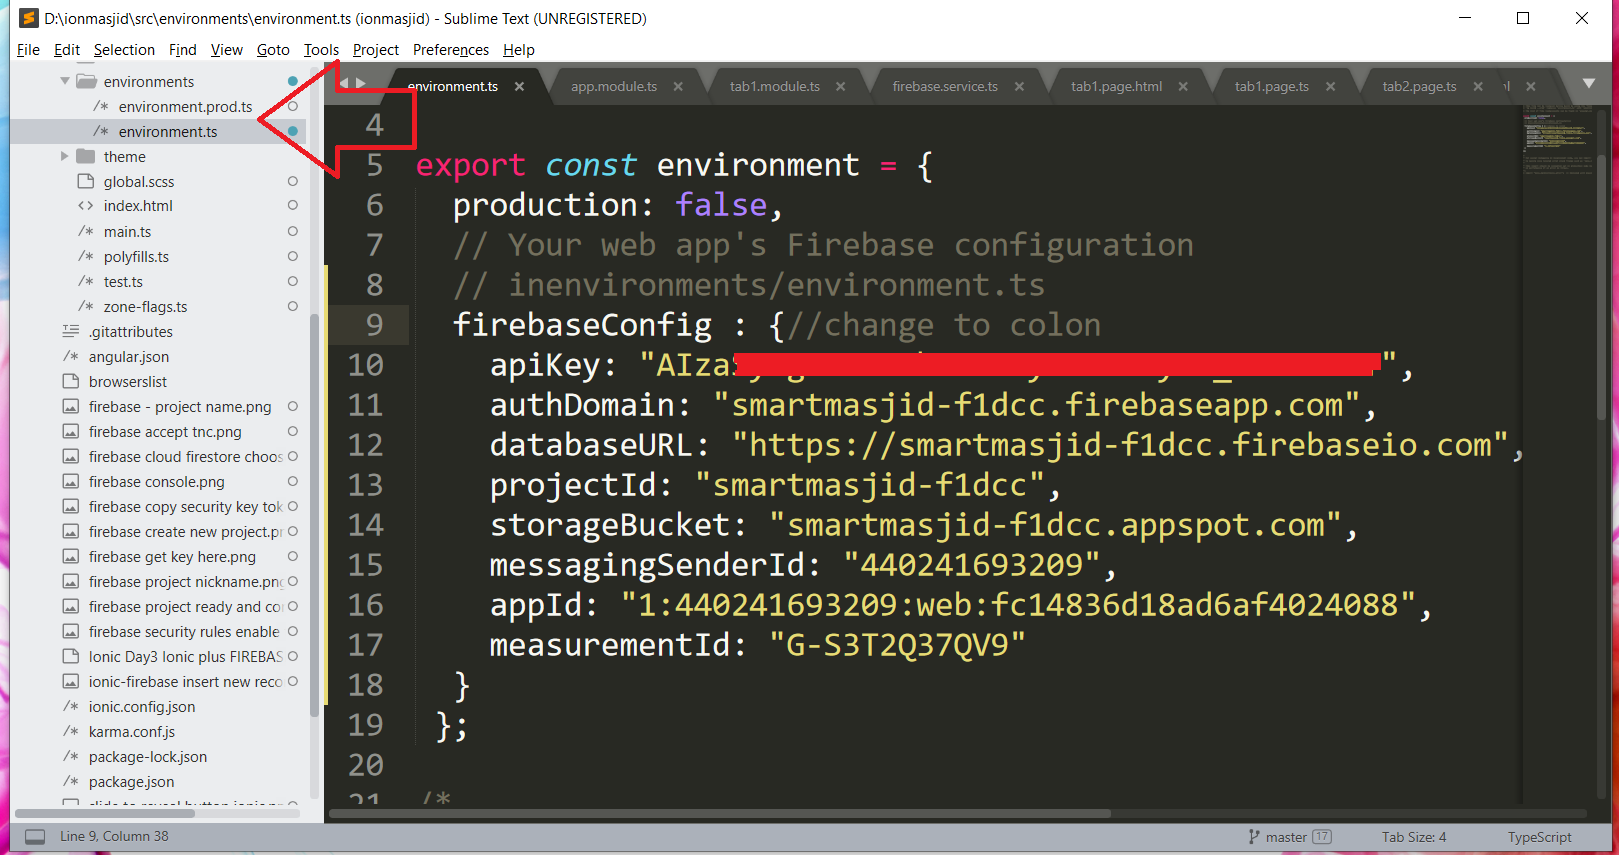 D:\ionmasjid\src\environments\environment.ts (ionmasjid) - Sublime Text (UNREGISTERED)
File Edit Selection Find View Goto Tools Project Preferences Help
environments
/* environment.prod.ts
/* environment.ts
theme
global.scss
<> index.html
/* main.ts
/* polyfills.ts
/* test.ts
/* zone-flags.ts
.gitattributes
/* angular.json
browserslist
firebase - project name.png
firebase accept tnc.png
firebase cloud firestore choos
firebase console.png
firebase copy security key tok
firebase create new project.pr
firebase get key here.png
firebase project nickname.png
firebase project ready and co
firebase security rules enable
Ionic Day3 Ionic plus FIREBAS
ionic-firebase insert new reco
/* ionic.config.json
/* karma.conf.js
/* package-lock.json
/* package.json
environment.ts × app.module.ts × tab1.module.ts × firebase.service.ts × tab1.page.html × tab1.page.ts × tab2.page.ts × ×
4
5 export const environment = {
6 production: false,
7 // Your web app's Firebase configuration
8 // inenvironments/environment.ts
9 firebaseConfig : {//change to colon
10 apiKey: "AIza ",
11 authDomain: "smartmasjid-f1dcc.firebaseapp.com",
12 databaseURL: "https://smartmasjid-f1dcc.firebaseio.com",
13 projectId: "smartmasjid-f1dcc",
14 storageBucket: "smartmasjid-f1dcc.appspot.com",
15 messagingSenderId: "440241693209",
16 appId: "1:440241693209:web:fc14836d18ad6af4024088",
17 measurementId: "G-S3T2Q37QV9"
18 }
19 };
20
21 /*
Line 9, Column 38
master 17 Tab Size: 4 TypeScript